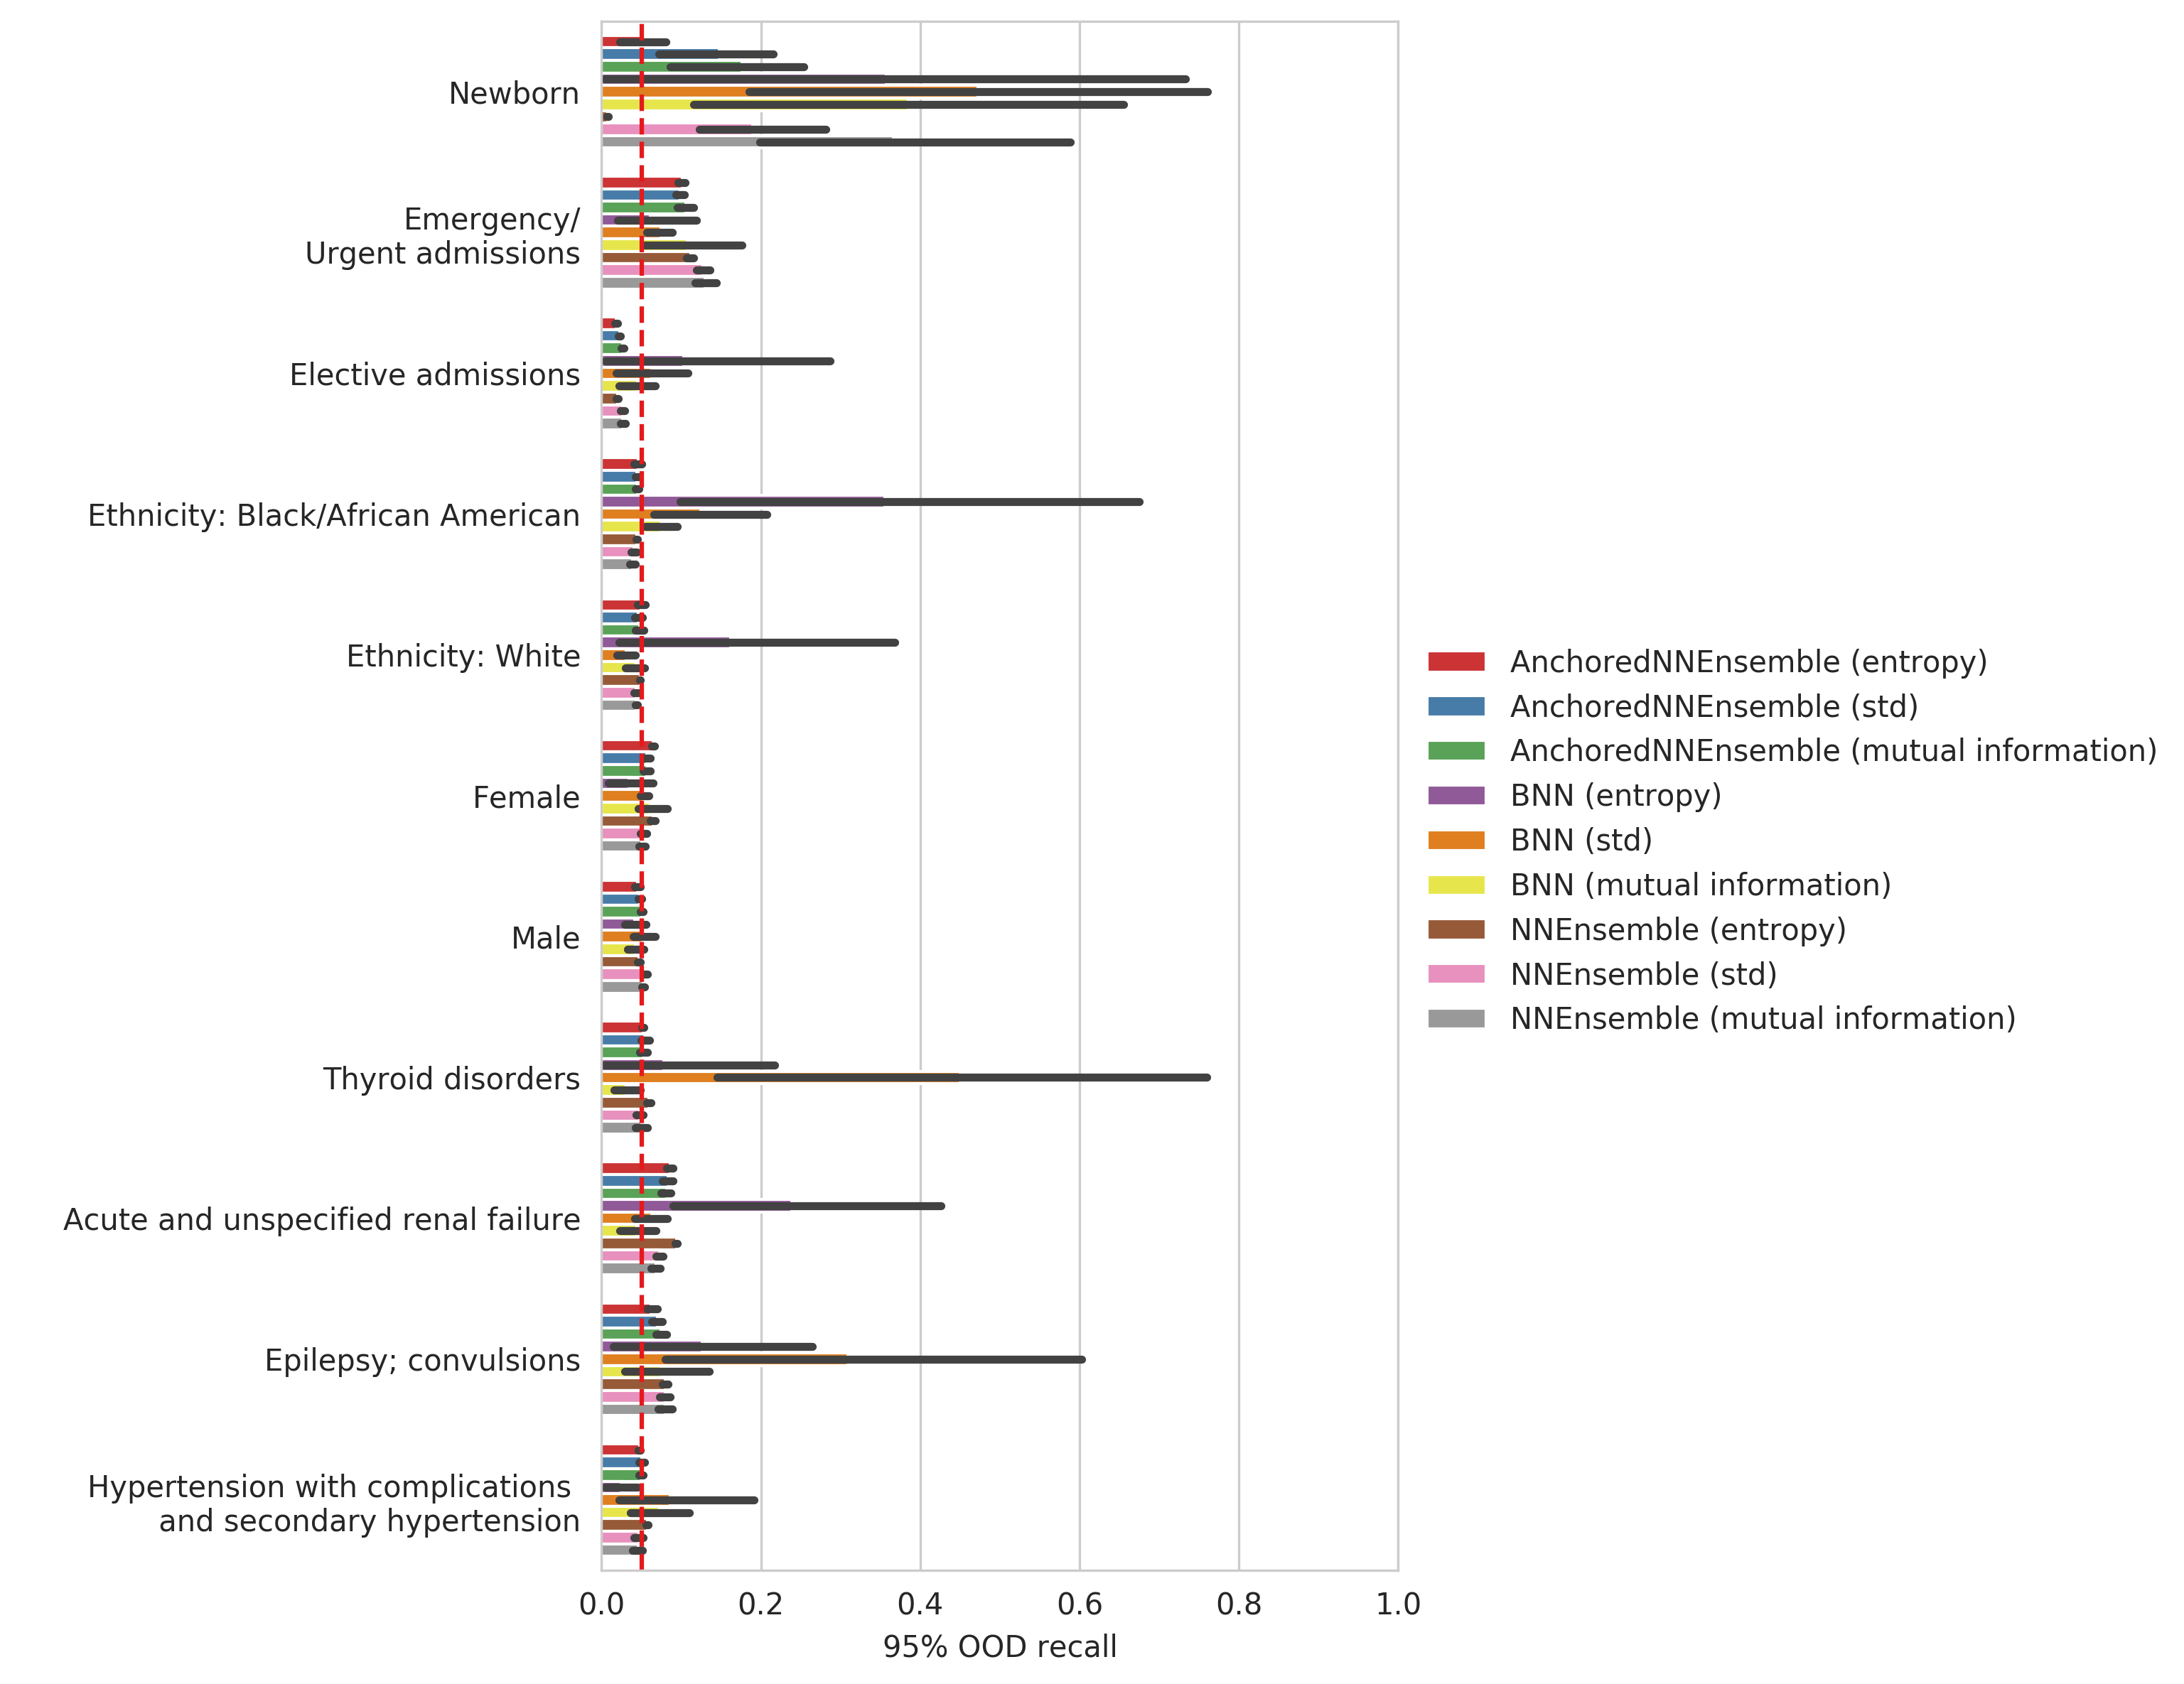 Newborn
Emergency/
Urgent admissions
Elective admissions
Ethnicity: Black/African American
Ethnicity: White
Female
Male
Thyroid disorders
Acute and unspecified renal failure
Epilepsy; convulsions
Hypertension with complications
and secondary hypertension
0.0 0.2 0.4 0.6 0.8 1.0
95% OOD recall
AnchoredNNEnsemble (entropy)
AnchoredNNEnsemble (std)
AnchoredNNEnsemble (mutual information)
BNN (entropy)
BNN (std)
BNN (mutual information)
NNEnsemble (entropy)
NNEnsemble (std)
NNEnsemble (mutual information)